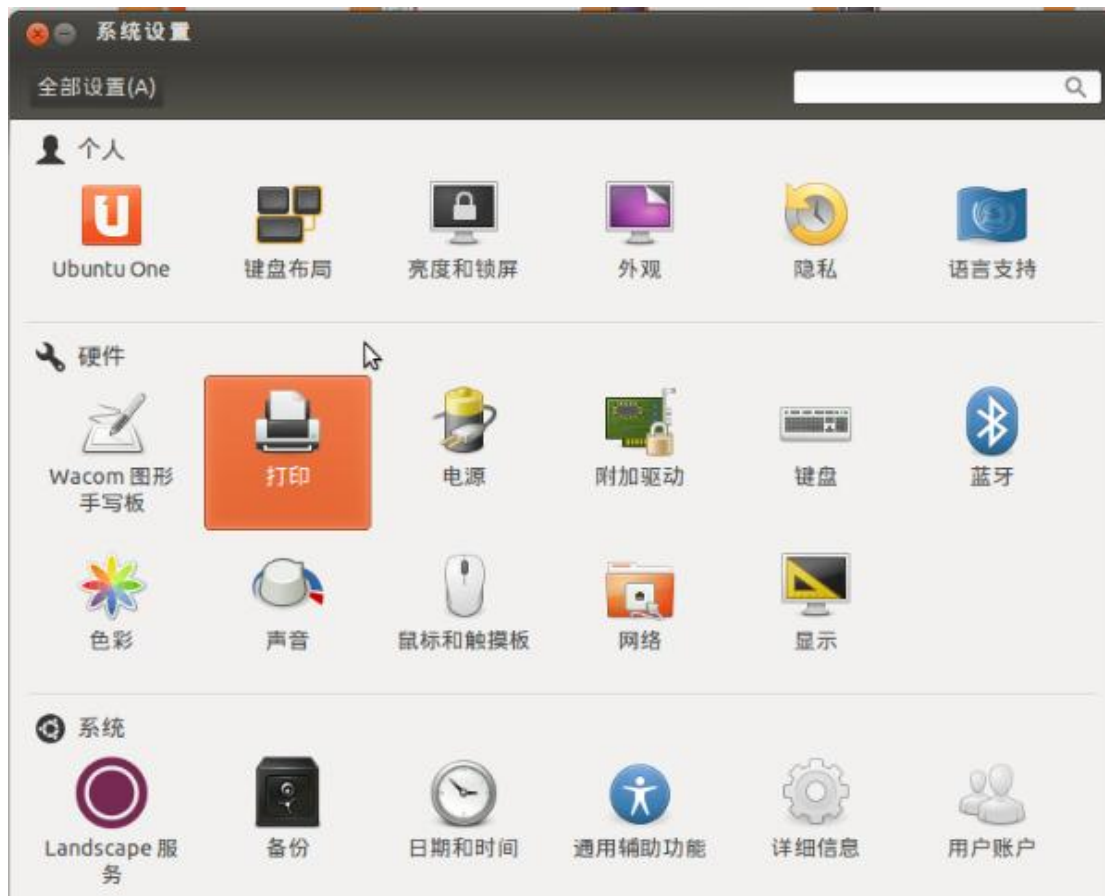 系统设置
全部设置(A)
个人
Ubuntu One 键盘布局 亮度和锁屏 外观 隐私 语言支持
硬件
Wacom 图形 打印 电源 附加驱动 键盘 蓝牙
手写板
色彩 声音 鼠标和触摸板 网络 显示
系统
Landscape 服 备份 日期和时间 通用辅助功能 详细信息 用户账户
务